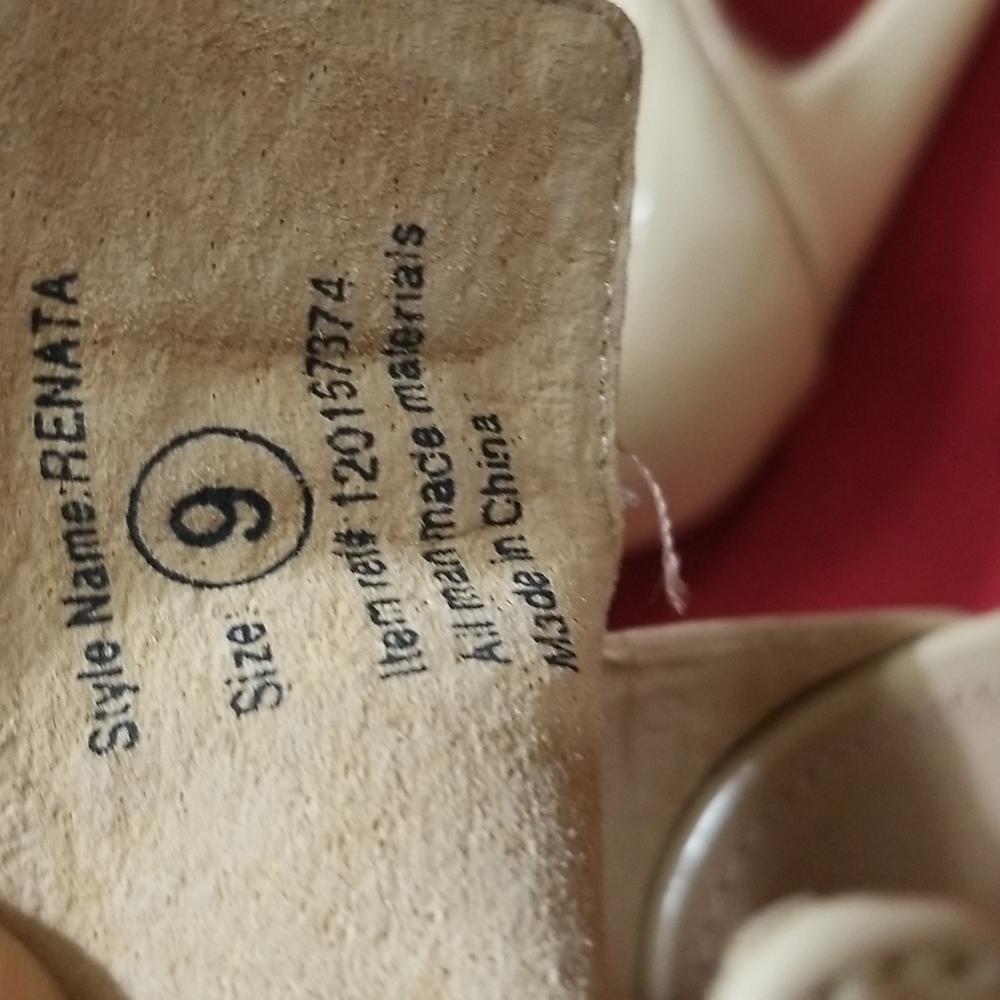 Style Name:RENATA
Size: 9
Item ref# 120157374
All man made materials
Made in China